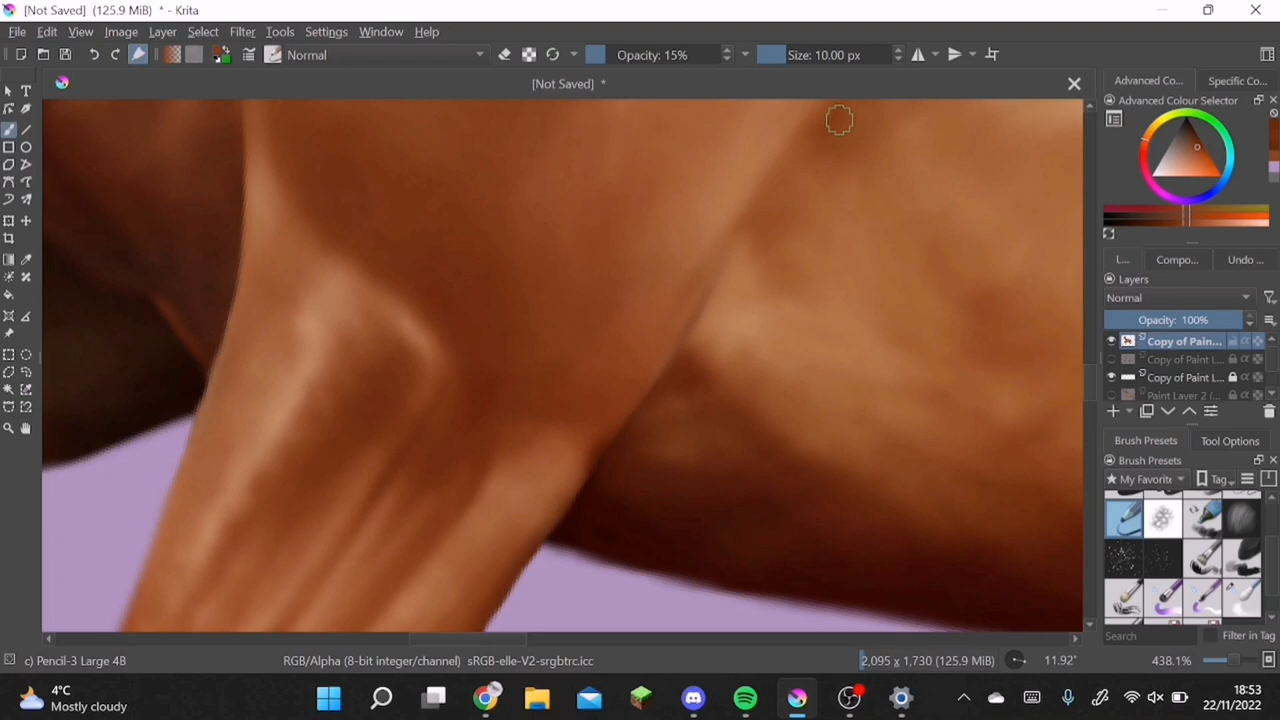 [Not Saved]  (125.9 MiB)  * - Krita
File Edit View Image Layer Select Filter Tools Settings Window Help
Normal
Opacity: 15%
Size: 10.00 px
[Not Saved]  *
Advanced Co...
Specific Co...
Advanced Colour Selector
L...
Compo...
Undo ...
Layers
Normal
Opacity:  100%
Copy of Pain...
Copy of Paint L...
Copy of Paint L...
Paint Layer 2 (...
Brush Presets
Tool Options
Brush Presets
My Favorite
Tag
Search
Filter in Tag
c) Pencil-3 Large 4B
RGB/Alpha (8-bit integer/channel)  sRGB-elle-V2-srgbtrc.icc
2,095 x 1,730 (125.9 MiB)
11.92°
438.1%
4°C
Mostly cloudy
18:53
22/11/2022